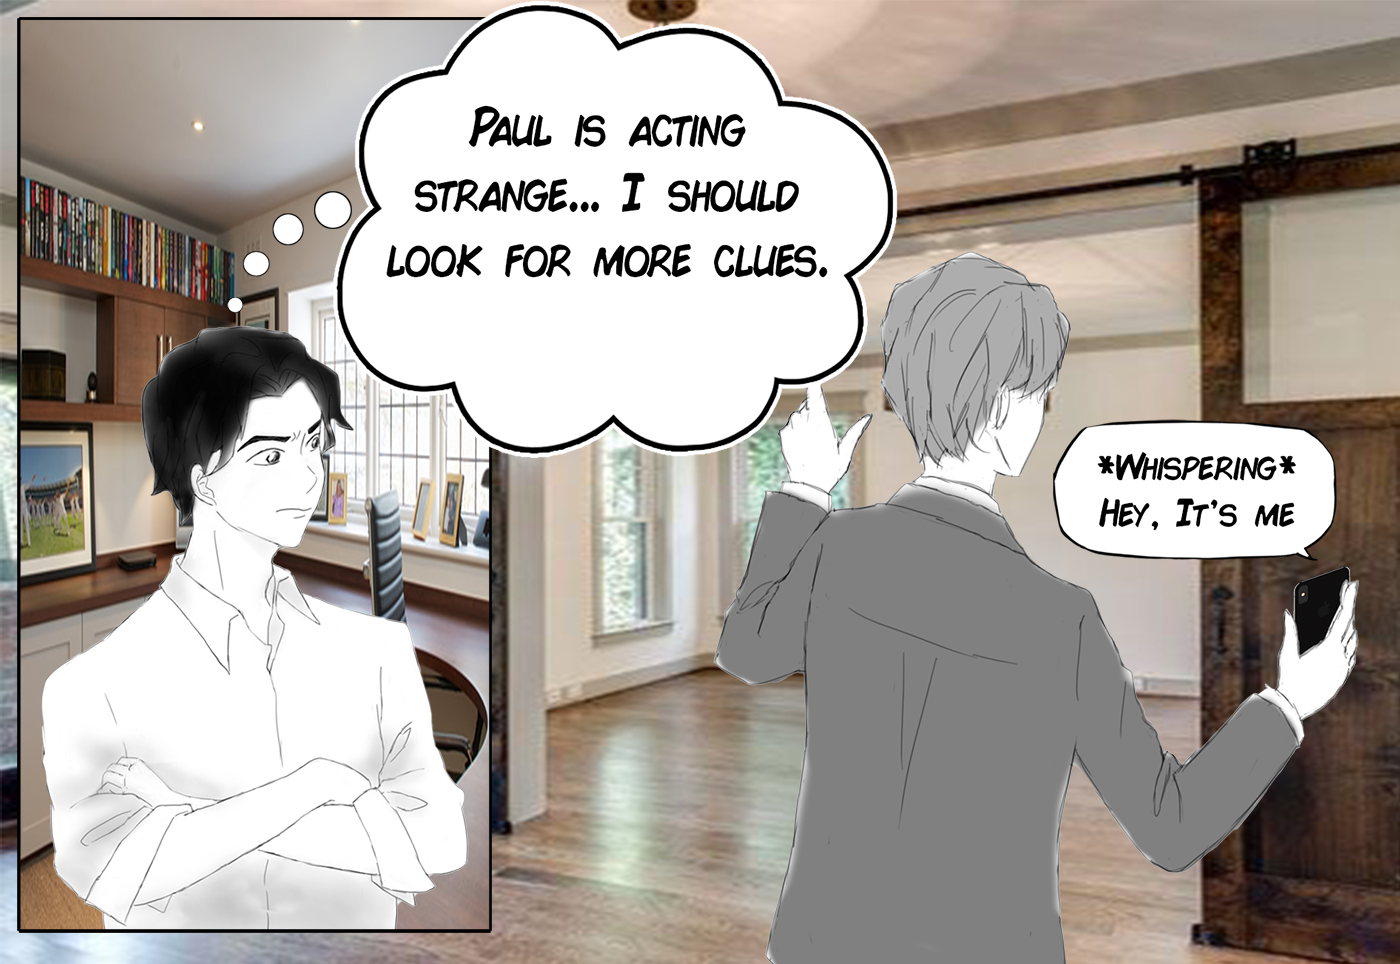 Paul is acting
strange... I should
look for more clues.
*Whispering*
Hey, It's me